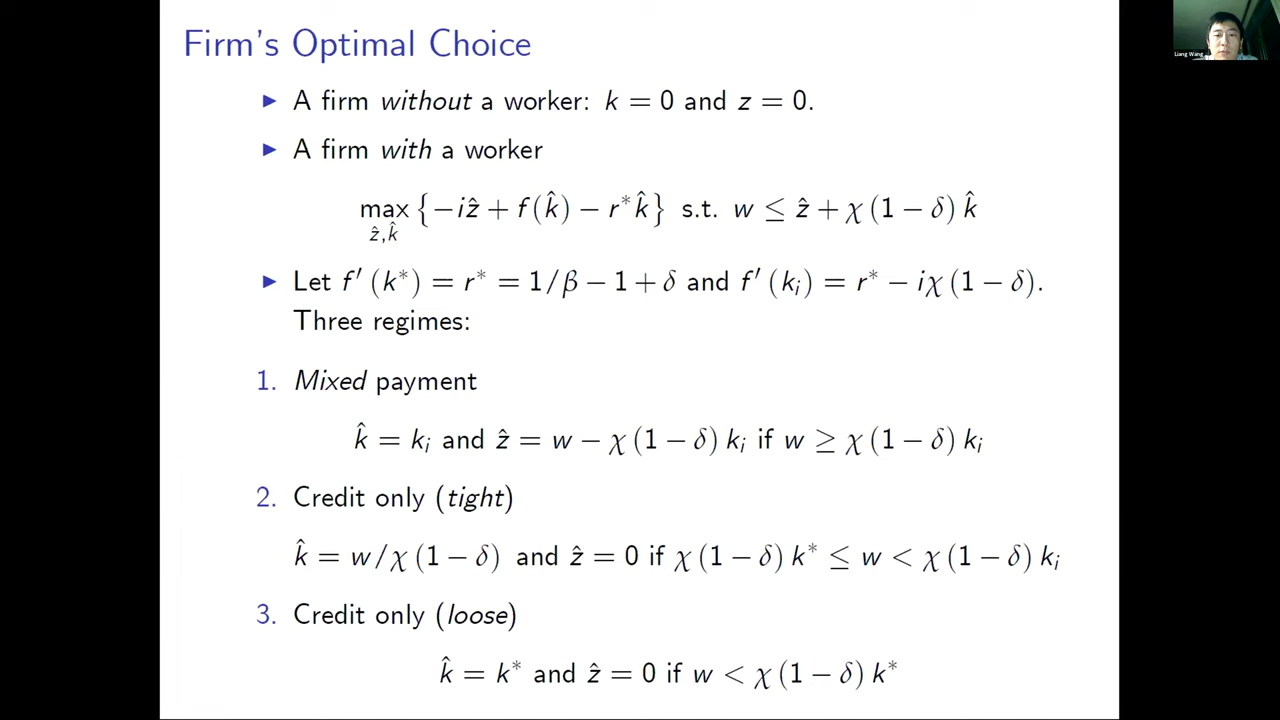 Firm's Optimal Choice
Liang Wang
▶ A firm without a worker: k = 0 and z = 0.
▶ A firm with a worker
max_{ẑ,k̂} {−iẑ + f(k̂) − r*k̂} s.t. w ≤ ẑ + χ(1 − δ) k̂
▶ Let f′(k*) = r* = 1/β − 1 + δ and f′(k_i) = r* − iχ(1 − δ).
Three regimes:
1. Mixed payment
k̂ = k_i and ẑ = w − χ(1 − δ) k_i if w ≥ χ(1 − δ) k_i
2. Credit only (tight)
k̂ = w/χ(1 − δ) and ẑ = 0 if χ(1 − δ) k* ≤ w < χ(1 − δ) k_i
3. Credit only (loose)
k̂ = k* and ẑ = 0 if w < χ(1 − δ) k*